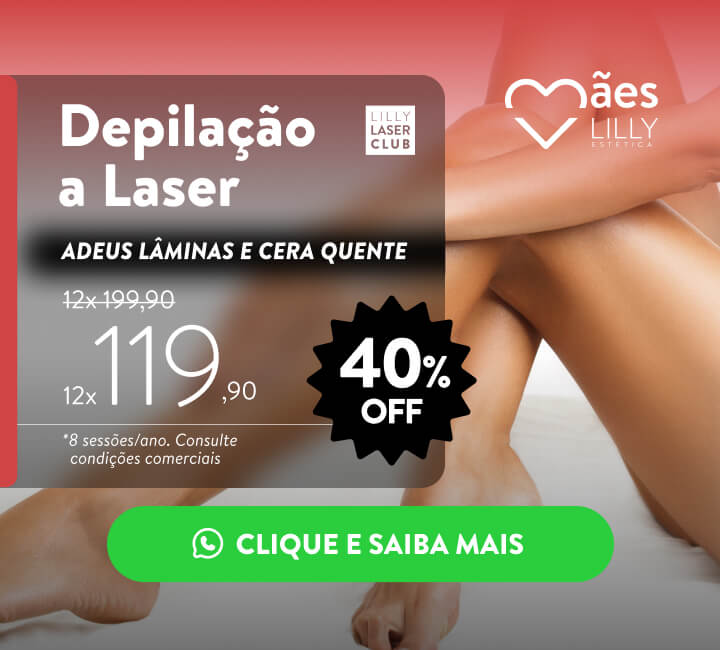 Depilação
a Laser
LILLY
LASER
CLUB
mães
LILLY
ESTÉTICA
ADEUS LÂMINAS E CERA QUENTE
12x 199,90
12x 119,90
40%
OFF
*8 sessões/ano. Consulte
condições comerciais
CLIQUE E SAIBA MAIS